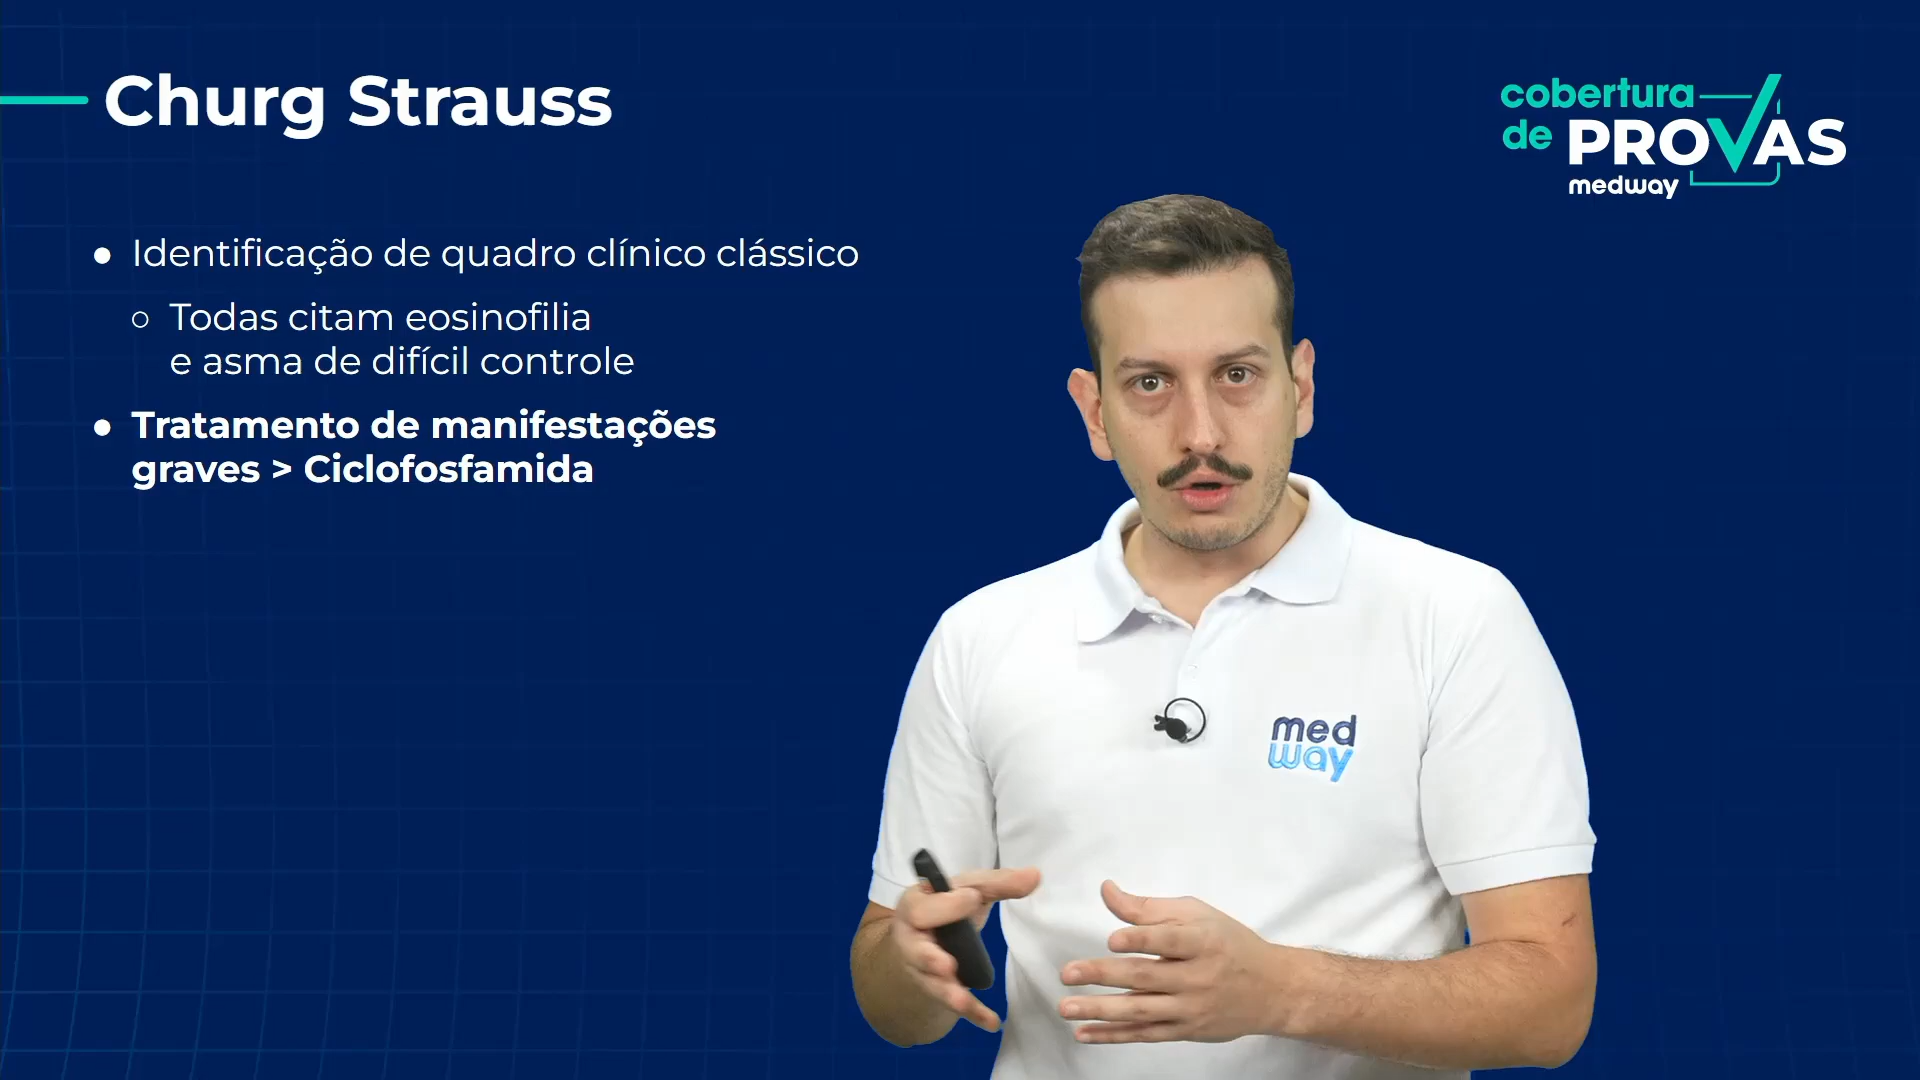 Churg Strauss
cobertura
de PROVAS
medway
● Identificação de quadro clínico clássico
○ Todas citam eosinofilia
e asma de difícil controle
● Tratamento de manifestações
graves > Ciclofosfamida
med
way